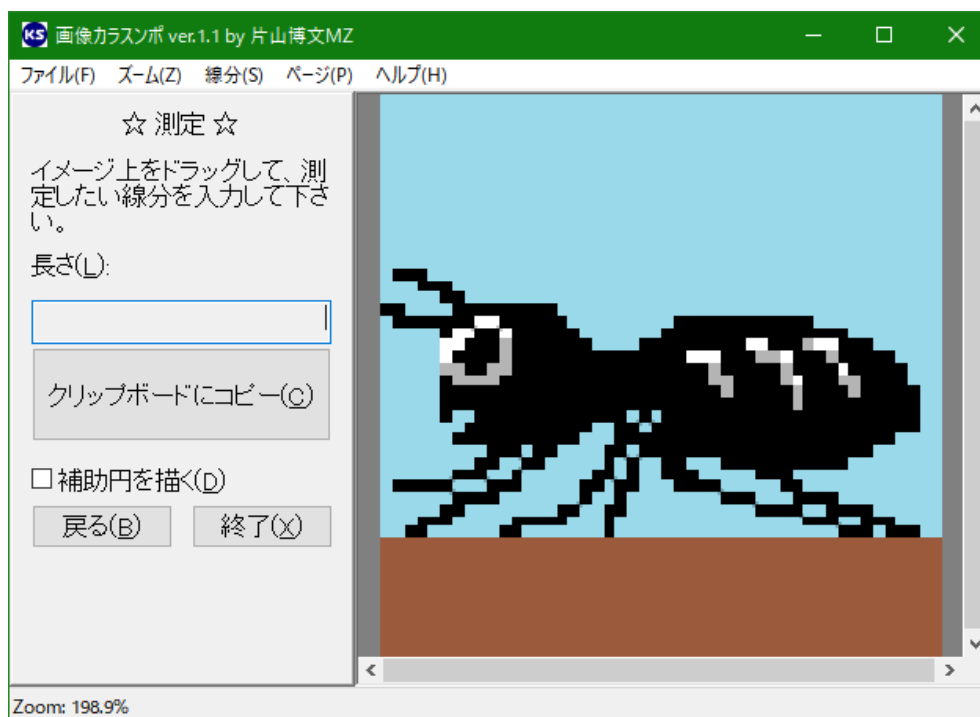 KS 画像カラスンポ ver.1.1 by 片山博文MZ
ファイル(F) ズーム(Z) 線分(S) ページ(P) ヘルプ(H)
☆ 測定 ☆
イメージ上をドラッグして、測
定したい線分を入力して下さ
い。
長さ(L):
クリップボードにコピー(C)
補助円を描く(D)
戻る(B) 終了(X)
Zoom: 198.9%